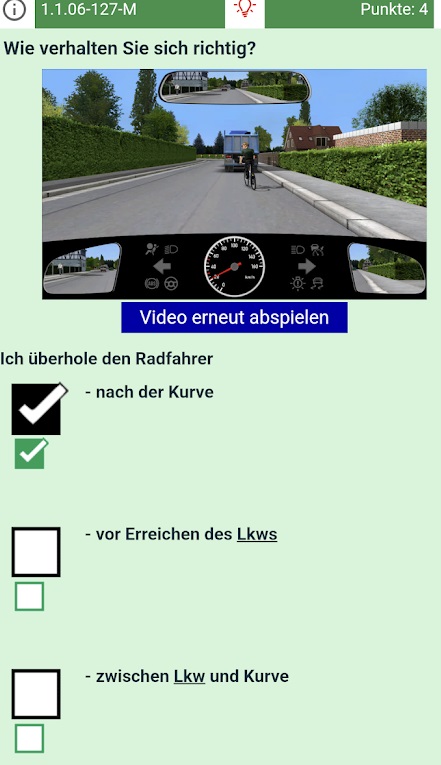 1.1.06-127-M
Punkte: 4
Wie verhalten Sie sich richtig?
Video erneut abspielen
Ich überhole den Radfahrer
- nach der Kurve
- vor Erreichen des Lkws
- zwischen Lkw und Kurve